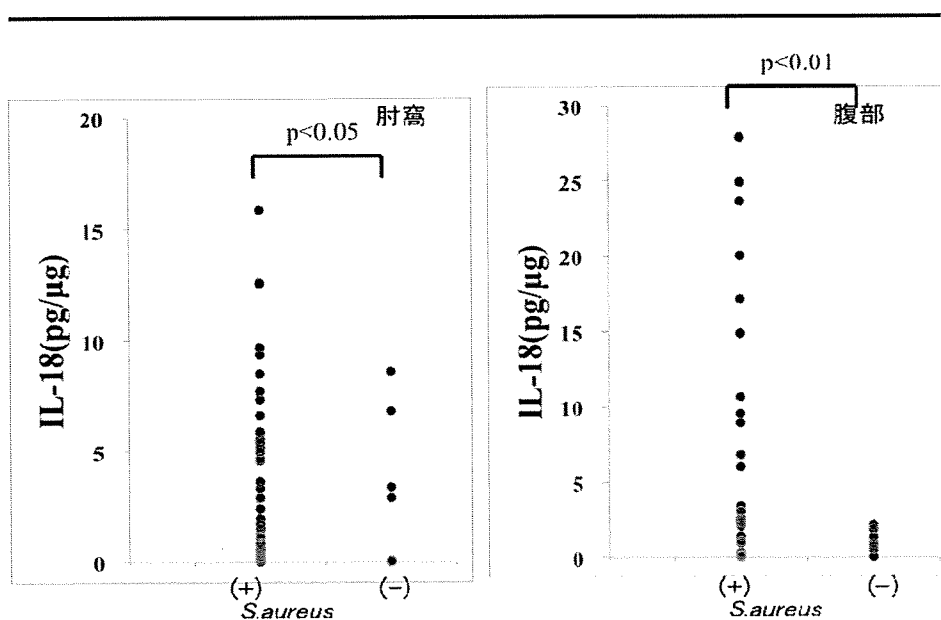 肘窩
p<0.05
IL-18(pg/μg)
20
15
10
5
0
(+)
(-)
S.aureus
p<0.01
腹部
IL-18(pg/μg)
30
25
20
15
10
5
0
(+)
(-)
S.aureus